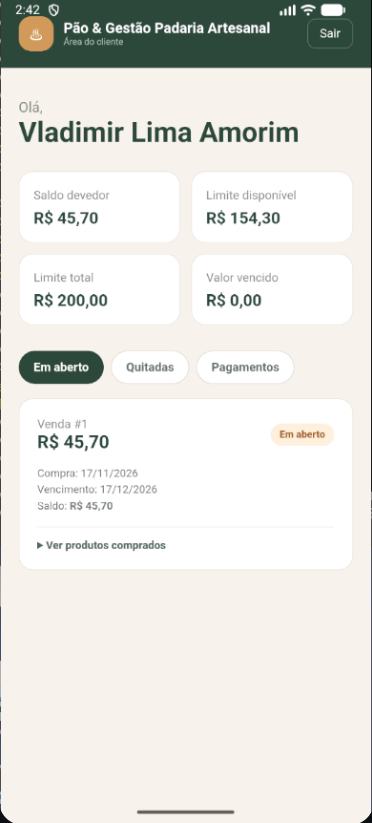 2:42
Pão & Gestão Padaria Artesanal
Área do cliente
Sair
Olá,
Vladimir Lima Amorim
Saldo devedor
R$ 45,70
Limite disponível
R$ 154,30
Limite total
R$ 200,00
Valor vencido
R$ 0,00
Em aberto
Quitadas
Pagamentos
Venda #1
R$ 45,70
Em aberto
Compra: 17/11/2026
Vencimento: 17/12/2026
Saldo: R$ 45,70
Ver produtos comprados